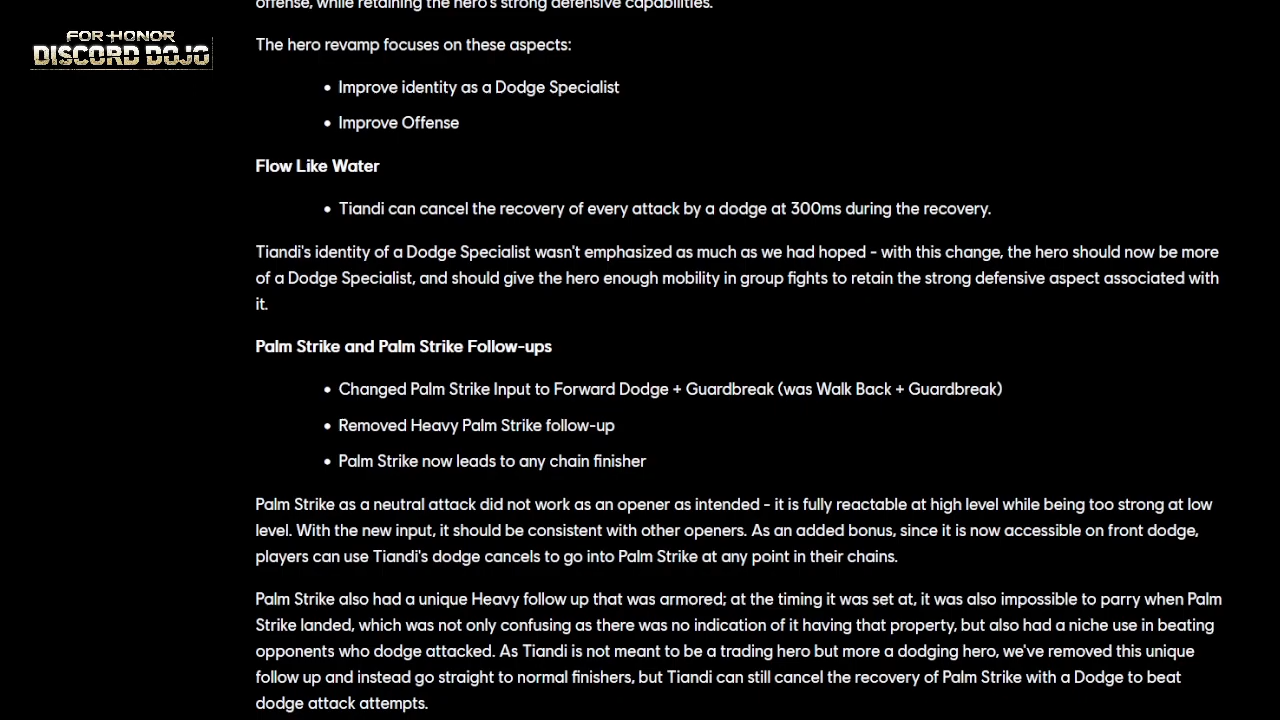 offense, while retaining the hero's strong defensive capabilities.
FOR HONOR
DISCORD DOJO
The hero revamp focuses on these aspects:
• Improve identity as a Dodge Specialist
• Improve Offense
Flow Like Water
• Tiandi can cancel the recovery of every attack by a dodge at 300ms during the recovery.
Tiandi's identity of a Dodge Specialist wasn't emphasized as much as we had hoped - with this change, the hero should now be more
of a Dodge Specialist, and should give the hero enough mobility in group fights to retain the strong defensive aspect associated with
it.
Palm Strike and Palm Strike Follow-ups
• Changed Palm Strike Input to Forward Dodge + Guardbreak (was Walk Back + Guardbreak)
• Removed Heavy Palm Strike follow-up
• Palm Strike now leads to any chain finisher
Palm Strike as a neutral attack did not work as an opener as intended - it is fully reactable at high level while being too strong at low
level. With the new input, it should be consistent with other openers. As an added bonus, since it is now accessible on front dodge,
players can use Tiandi's dodge cancels to go into Palm Strike at any point in their chains.
Palm Strike also had a unique Heavy follow up that was armored; at the timing it was set at, it was also impossible to parry when Palm
Strike landed, which was not only confusing as there was no indication of it having that property, but also had a niche use in beating
opponents who dodge attacked. As Tiandi is not meant to be a trading hero but more a dodging hero, we've removed this unique
follow up and instead go straight to normal finishers, but Tiandi can still cancel the recovery of Palm Strike with a Dodge to beat
dodge attack attempts.